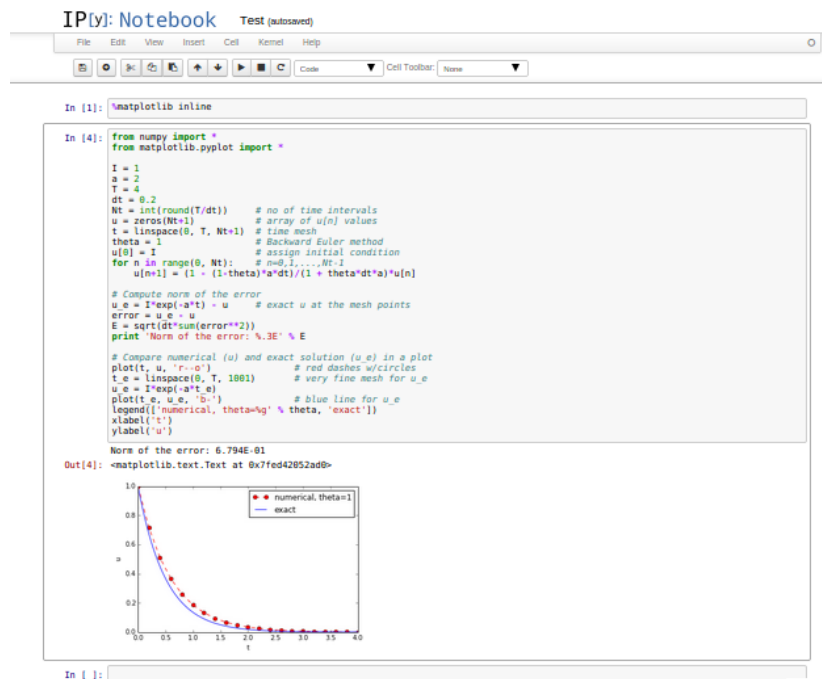 IP[y]: Notebook Test (autosaved)
File Edit View Insert Cell Kernel Help
Code Cell Toolbar: None
In [1]: %matplotlib inline
In [4]: from numpy import *
from matplotlib.pyplot import *
I = 1
a = 2
T = 4
dt = 0.2
Nt = int(round(T/dt)) # no of time intervals
u = zeros(Nt+1) # array of u[n] values
t = linspace(0, T, Nt+1) # time mesh
theta = 1 # Backward Euler method
u[0] = I # assign initial condition
for n in range(0, Nt): # n=0,1,...,Nt-1
u[n+1] = (1 - (1-theta)*a*dt)/(1 + theta*dt*a)*u[n]
# Compute norm of the error
u_e = I*exp(-a*t) - u # exact u at the mesh points
error = u_e - u
E = sqrt(dt*sum(error**2))
print 'Norm of the error: %.3E' % E
# Compare numerical (u) and exact solution (u_e) in a plot
plot(t, u, 'r--o') # red dashes w/circles
t_e = linspace(0, T, 1001) # very fine mesh for u_e
u_e = I*exp(-a*t_e)
plot(t_e, u_e, 'b-') # blue line for u_e
legend(['numerical, theta=%g' % theta, 'exact'])
xlabel('t')
ylabel('u')
Norm of the error: 6.794E-01
Out[4]: <matplotlib.text.Text at 0x7fed42052ad0>
1.0
numerical, theta=1
exact
0.8
0.6
u
0.4
0.2
0.0
0.0 0.5 1.0 1.5 2.0 2.5 3.0 3.5 4.0
t
In [ ]: